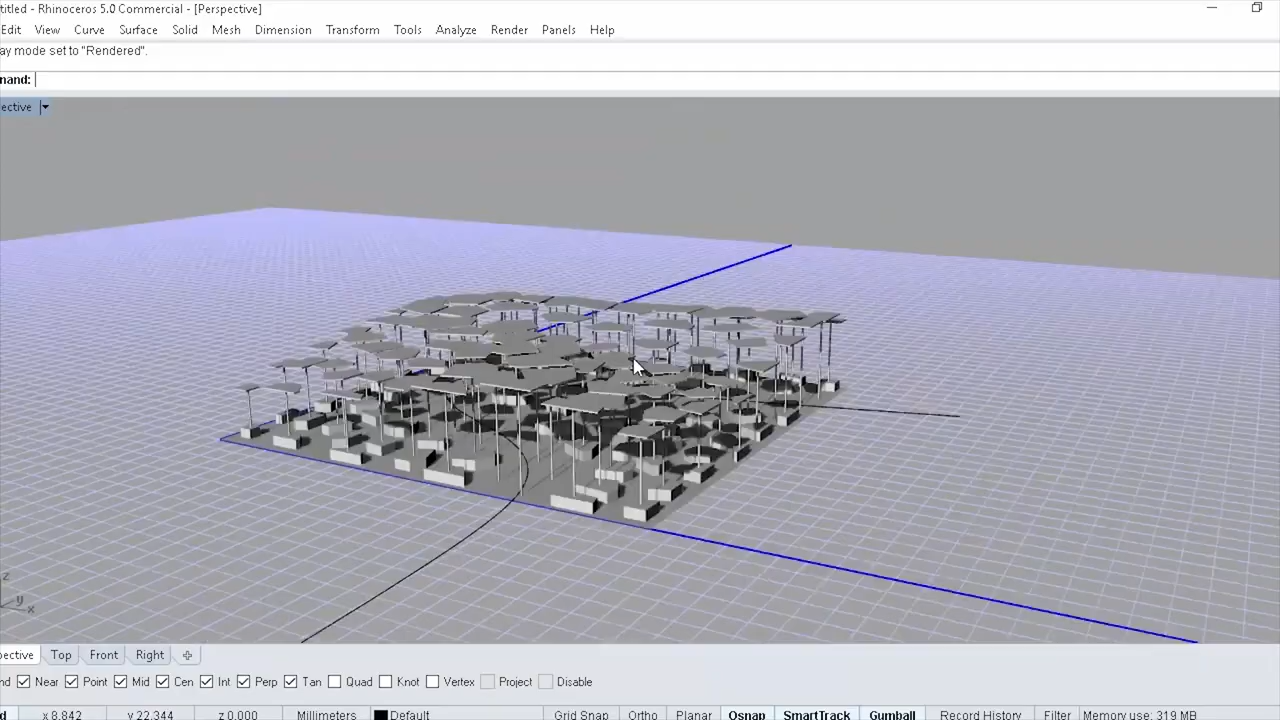 titled - Rhinoceros 5.0 Commercial - [Perspective]
Edit View Curve Surface Solid Mesh Dimension Transform Tools Analyze Render Panels Help
ay mode set to "Rendered".
nand:
ective
z
y
x
pective Top Front Right
nd Near Point Mid Cen Int Perp Tan Quad Knot Vertex Project Disable
d x 8.842 y 22.344 z 0.000 Millimeters Default Grid Snap Ortho Planar Osnap SmartTrack Gumball Record History Filter Memory use: 319 MB